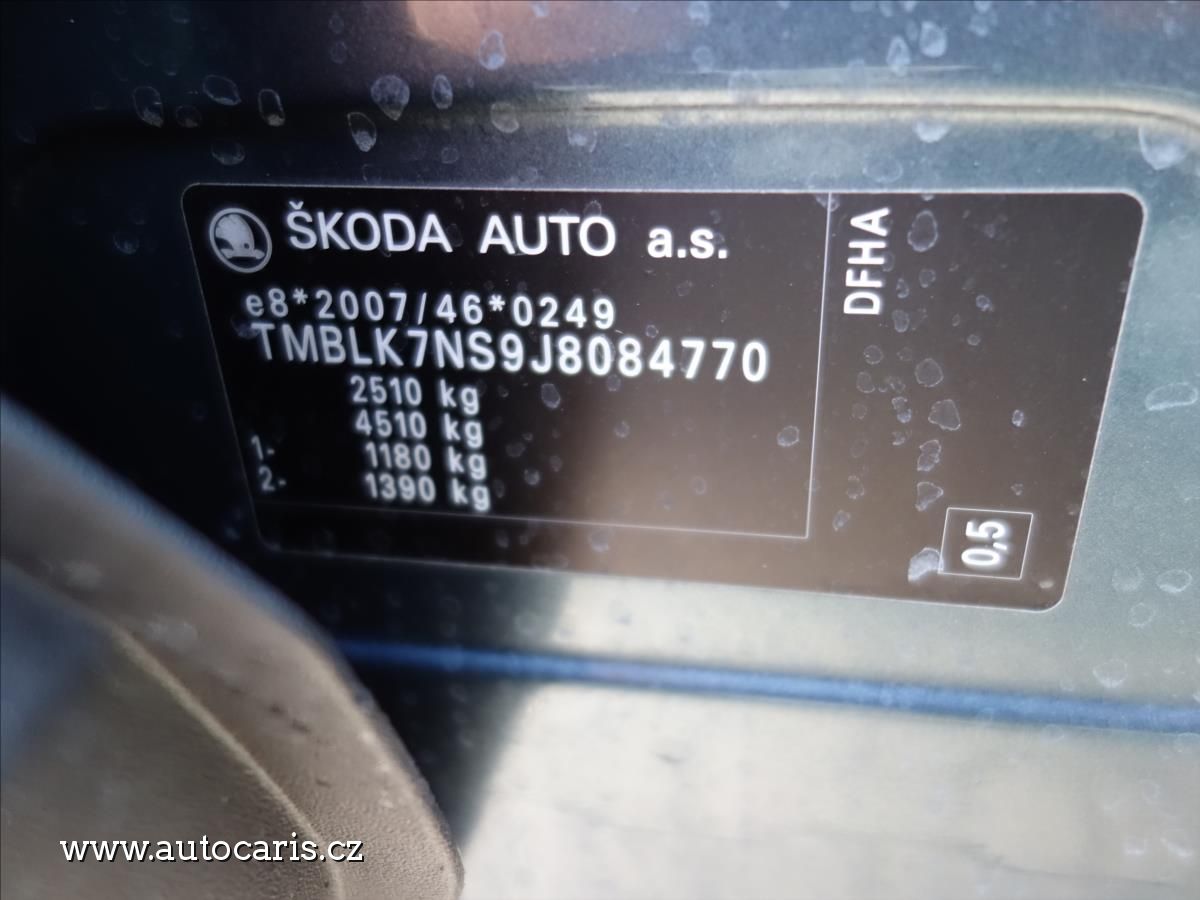 ŠKODA AUTO a.s.
e8*2007/46*0249
TMBLK7NS9J8084770
2510 kg
4510 kg
1- 1180 kg
2- 1390 kg
DFHA
0,5
www.autocaris.cz